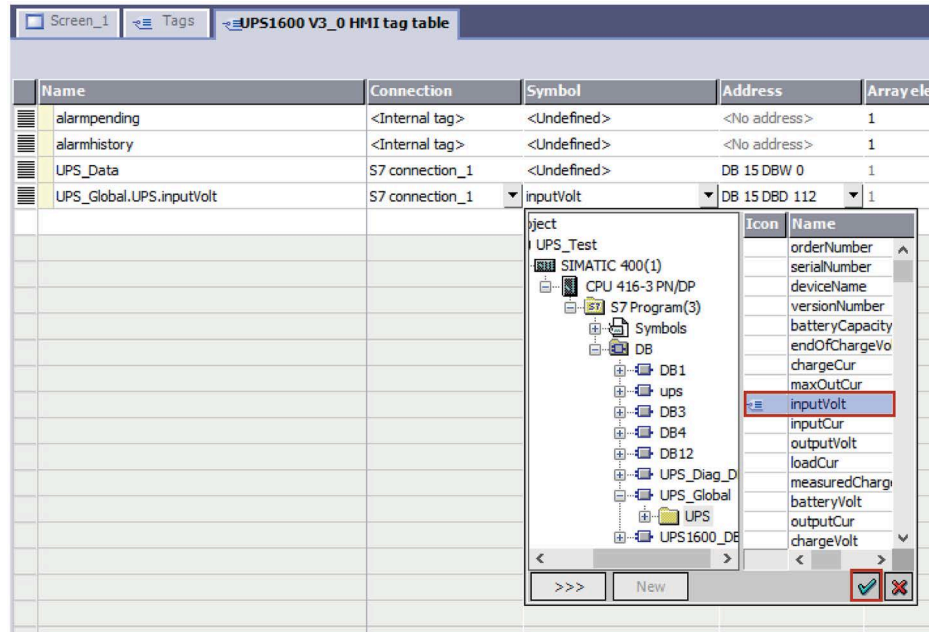 Screen_1 Tags UPS1600 V3_0 HMI tag table
Name Connection Symbol Address Array ele
alarmpending <Internal tag> <Undefined> <No address> 1
alarmhistory <Internal tag> <Undefined> <No address> 1
UPS_Data S7 connection_1 <Undefined> DB 15 DBW 0 1
UPS_Global.UPS.inputVolt S7 connection_1 inputVolt DB 15 DBD 112 1
ject
UPS_Test
SIMATIC 400(1)
CPU 416-3 PN/DP
S7 Program(3)
Symbols
DB
DB1
ups
DB3
DB4
DB12
UPS_Diag_D
UPS_Global
UPS
UPS1600_DB
Icon Name
orderNumber
serialNumber
deviceName
versionNumber
batteryCapacity
endOfChargeVol
chargeCur
maxOutCur
inputVolt
inputCur
outputVolt
loadCur
measuredCharg
batteryVolt
outputCur
chargeVolt
>>> New